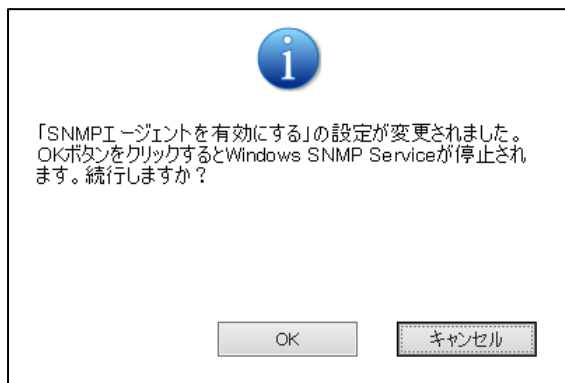 「SNMPエージェントを有効にする」の設定が変更されました。
OKボタンをクリックするとWindows SNMP Serviceが停止され
ます。続行しますか？
OK
キャンセル